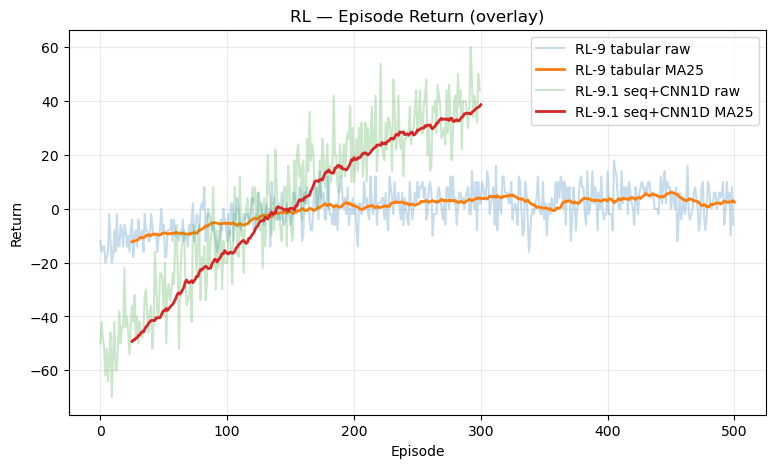 RL — Episode Return (overlay)
RL-9 tabular raw
RL-9 tabular MA25
RL-9.1 seq+CNN1D raw
RL-9.1 seq+CNN1D MA25
Return
60
40
20
0
−20
−40
−60
0 100 200 300 400 500
Episode